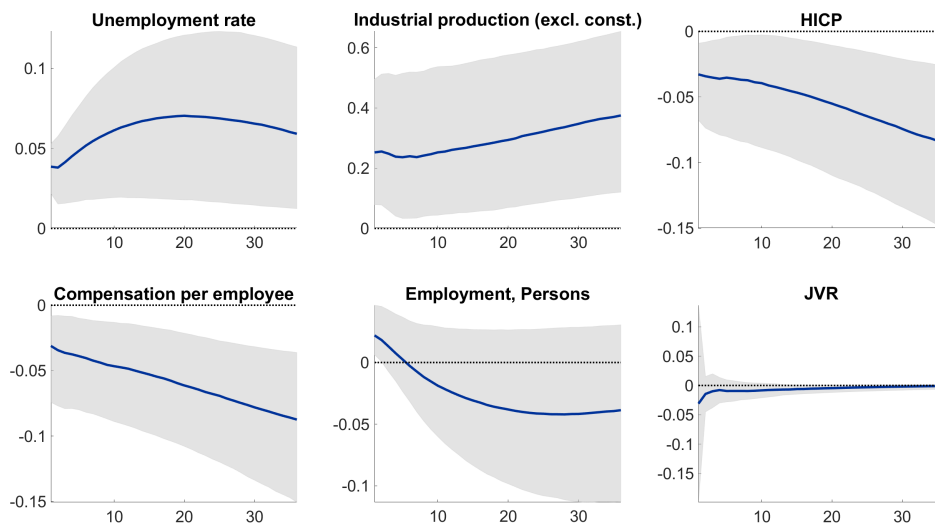 Unemployment rate
0.1
0.05
0
10 20 30
Industrial production (excl. const.)
0.6
0.4
0.2
0
10 20 30
HICP
0
-0.05
-0.1
-0.15
10 20 30
Compensation per employee
0
-0.05
-0.1
-0.15
10 20 30
Employment, Persons
0
-0.05
-0.1
10 20 30
JVR
0.1
0.05
0
-0.05
-0.1
-0.15
10 20 30